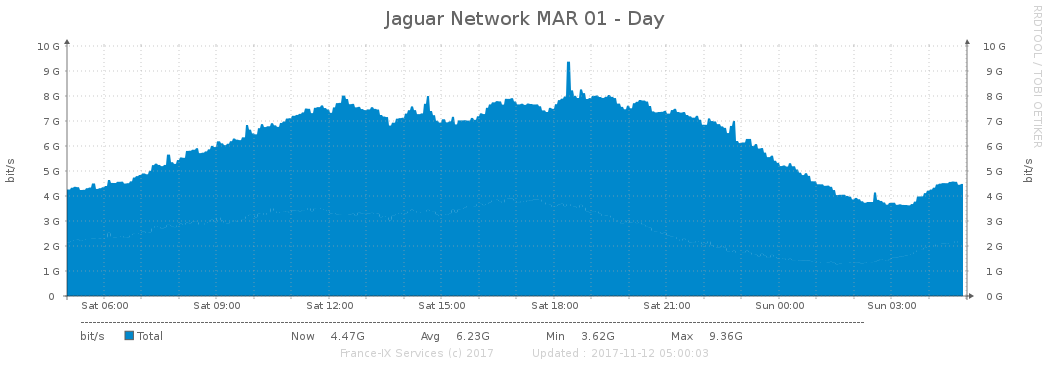 Jaguar Network MAR 01 - Day
RRDTOOL / TOBI OETIKER
bit/s
10 G 10 G
9 G 9 G
8 G 8 G
7 G 7 G
6 G 6 G
5 G 5 G
4 G 4 G
3 G 3 G
2 G 2 G
1 G 1 G
0 0 G
bit/s
Sat 06:00 Sat 09:00 Sat 12:00 Sat 15:00 Sat 18:00 Sat 21:00 Sun 00:00 Sun 03:00
bit/s Total Now 4.47G Avg 6.23G Min 3.62G Max 9.36G
France-IX Services (c) 2017 Updated : 2017-11-12 05:00:03